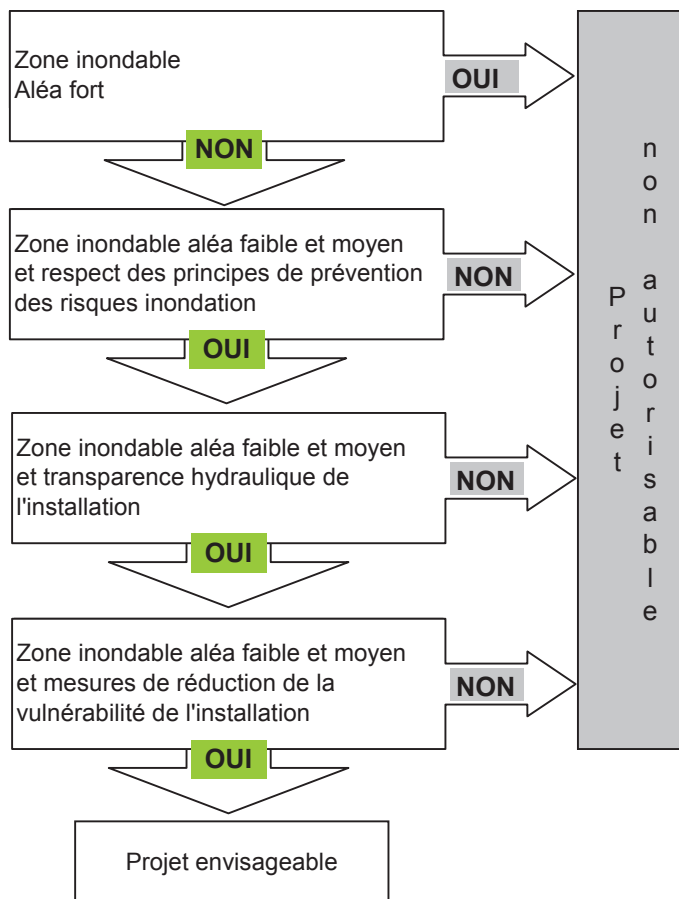 Zone inondable
Aléa fort
OUI
NON
Zone inondable aléa faible et moyen
et respect des principes de prévention
des risques inondation
NON
OUI
Zone inondable aléa faible et moyen
et transparence hydraulique de
l'installation
NON
OUI
Zone inondable aléa faible et moyen
et mesures de réduction de la
vulnérabilité de l'installation
NON
OUI
Projet envisageable
Projet
non autorisable